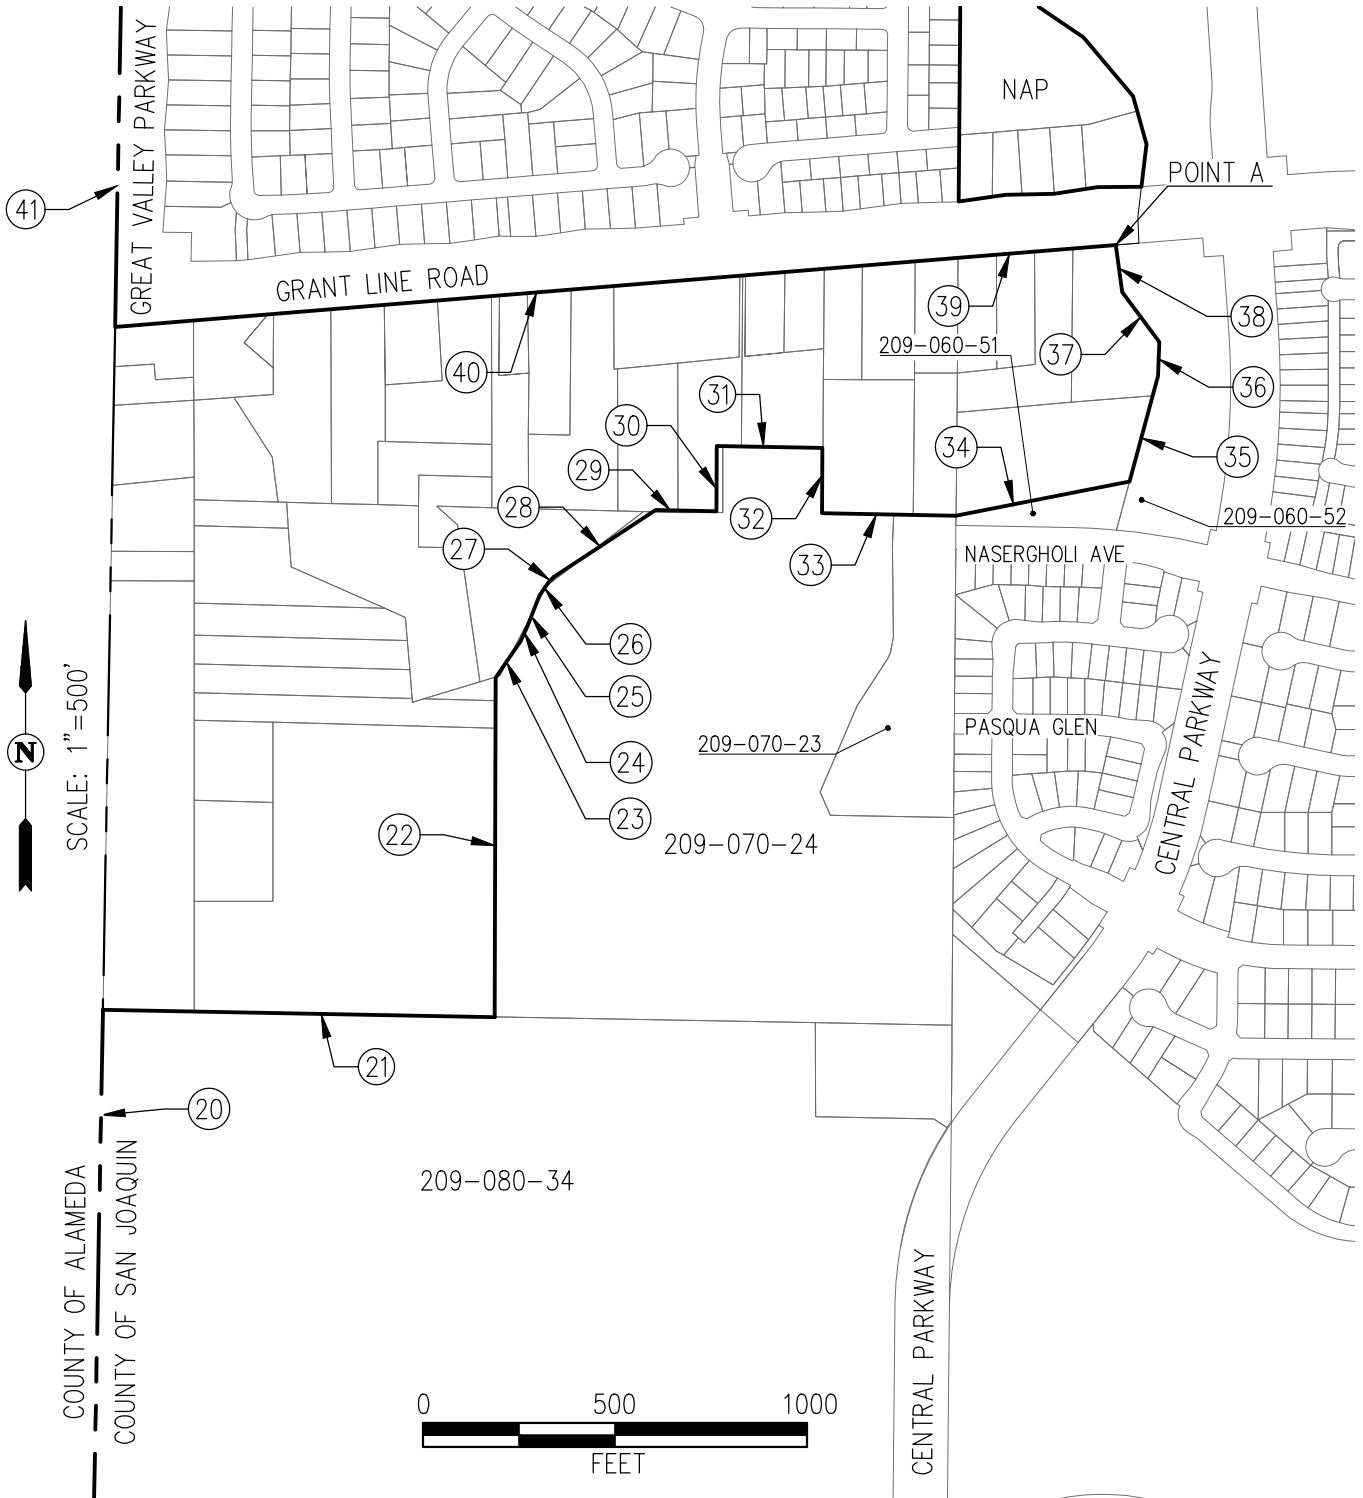 GREAT VALLEY PARKWAY
NAP
POINT A
41
GRANT LINE ROAD
39
38
209-060-51
37
40
36
31
30
34
35
29
28
32
209-060-52
27
33
NASERGHOLI AVE
26
25
CENTRAL PARKWAY
PASQUA GLEN
209-070-23
24
N
SCALE: 1"=500'
23
22
209-070-24
21
20
209-080-34
COUNTY OF ALAMEDA
COUNTY OF SAN JOAQUIN
CENTRAL PARKWAY
0 500 1000
FEET